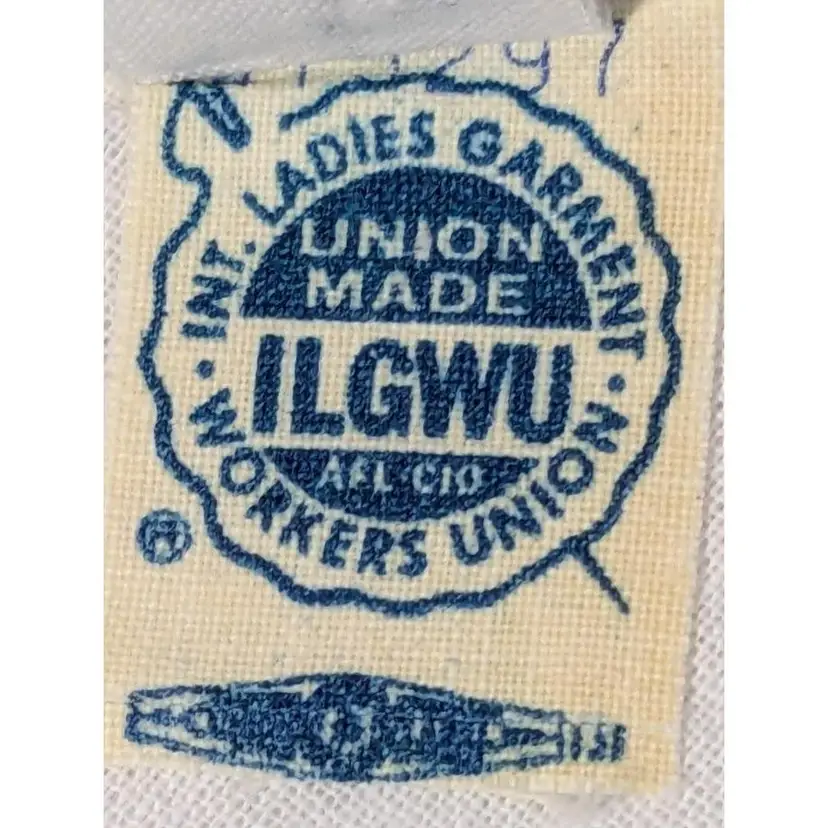 INT. LADIES GARMENT
UNION
MADE
ILGWU
AFL CIO
· WORKERS UNION ·
®